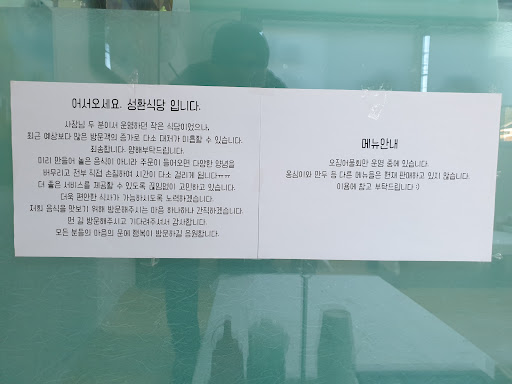 어서오세요. 성환식당 입니다.
사장님 두 분이서 운영하던 작은 식당이었으나,
최근 예상보다 많은 방문객의 증가로 다소 대처가 미흡할 수 있습니다.
죄송합니다. 양해부탁드립니다.
미리 만들어 놓은 음식이 아니라 주문이 들어오면 다양한 양념을
버무리고 전부 직접 손질하여 시간이 다소 걸리게 됩니다ㅠㅠ
더 좋은 서비스를 제공할 수 있도록 끊임없이 고민하고 있습니다.
더욱 편안한 식사가 가능하시도록 노력하겠습니다.
저희 음식을 맛보기 위해 방문해주시는 마음 하나하나 간직하겠습니다.
먼 길 방문해주시고 기다려주셔서 감사합니다.
모든 분들의 마음의 문에 행복이 방문하길 응원합니다.
메뉴안내
오징어물회만 운영 중에 있습니다.
옹심이와 만두 등 다른 메뉴들은 현재 판매하고 있지 않습니다.
이용에 참고 부탁드립니다 :)